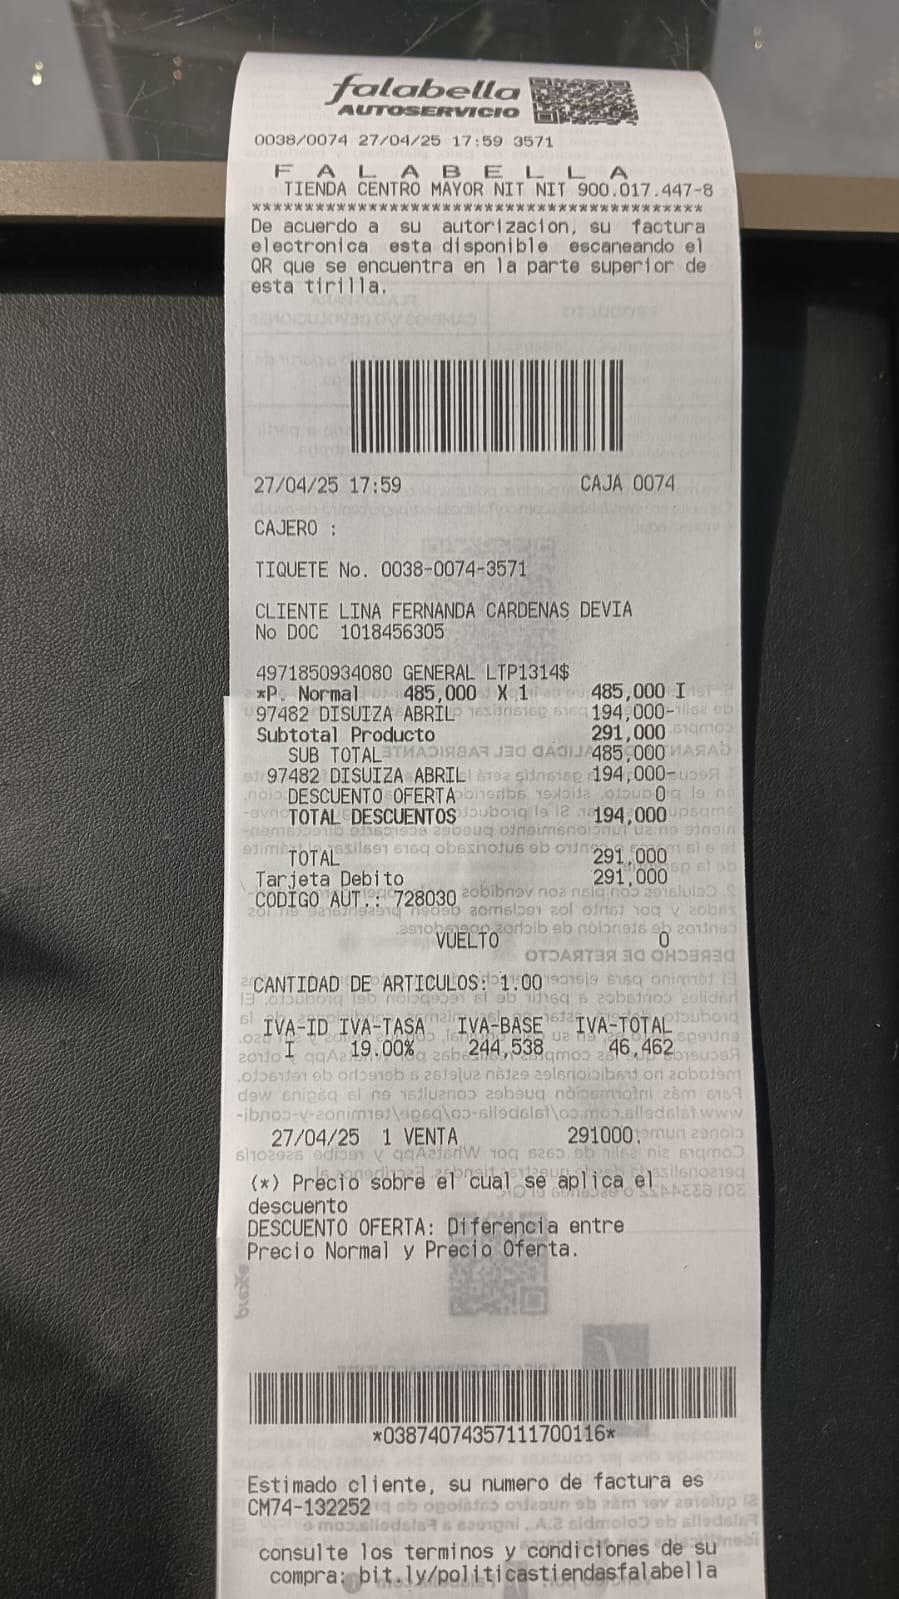 falabella
AUTOSERVICIO
0038/0074 27/04/25 17:59 3571
F A L A B E L L A
TIENDA CENTRO MAYOR NIT NIT 900.017.447-8
*******************************************
De acuerdo a su autorizacion, su factura
electronica esta disponible escaneando el
QR que se encuentra en la parte superior de
esta tirilla.
27/04/25 17:59 CAJA 0074
CAJERO :
TIQUETE No. 0038-0074-3571
CLIENTE LINA FERNANDA CARDENAS DEVIA
No DOC 1018456305
4971850934080 GENERAL LTP1314$
*P. Normal 485,000 X 1 485,000 I
97482 DISUIZA ABRIL 194,000-
Subtotal Producto 291,000
SUB TOTAL 485,000
97482 DISUIZA ABRIL 194,000-
DESCUENTO OFERTA 0
TOTAL DESCUENTOS 194,000
TOTAL 291,000
Tarjeta Debito 291,000
CODIGO AUT.: 728030
VUELTO 0
CANTIDAD DE ARTICULOS: 1.00
IVA-ID IVA-TASA IVA-BASE IVA-TOTAL
I 19.00% 244,538 46,462
27/04/25 1 VENTA 291000,
(*) Precio sobre el cual se aplica el
descuento
DESCUENTO OFERTA: Diferencia entre
Precio Normal y Precio Oferta.
*03874074357111700116*
Estimado cliente, su numero de factura es
CM74-132252
consulte los terminos y condiciones de su
compra: bit.ly/politicastiendasfalabella